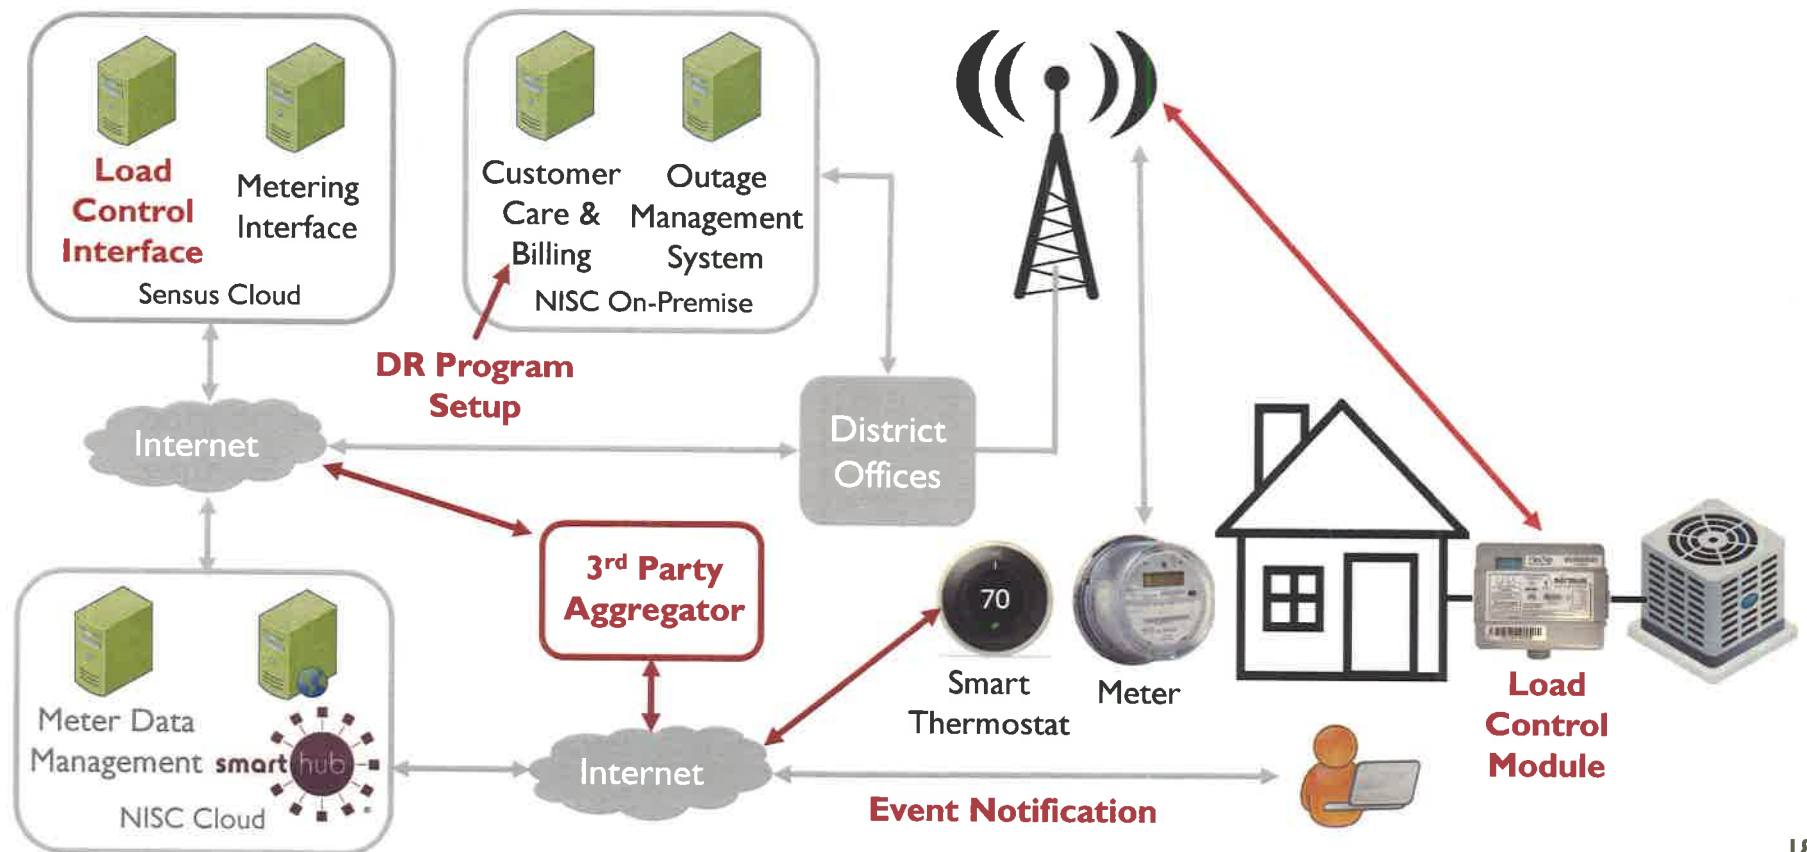 Load
Control
Interface
Metering
Interface
Sensus Cloud
Customer
Care &
Billing
Outage
Management
System
NISC On-Premise
DR Program
Setup
Internet
District
Offices
3rd Party
Aggregator
70
Smart
Thermostat
Meter
Load
Control
Module
Meter Data
Management
smart hub
NISC Cloud
Internet
Event Notification